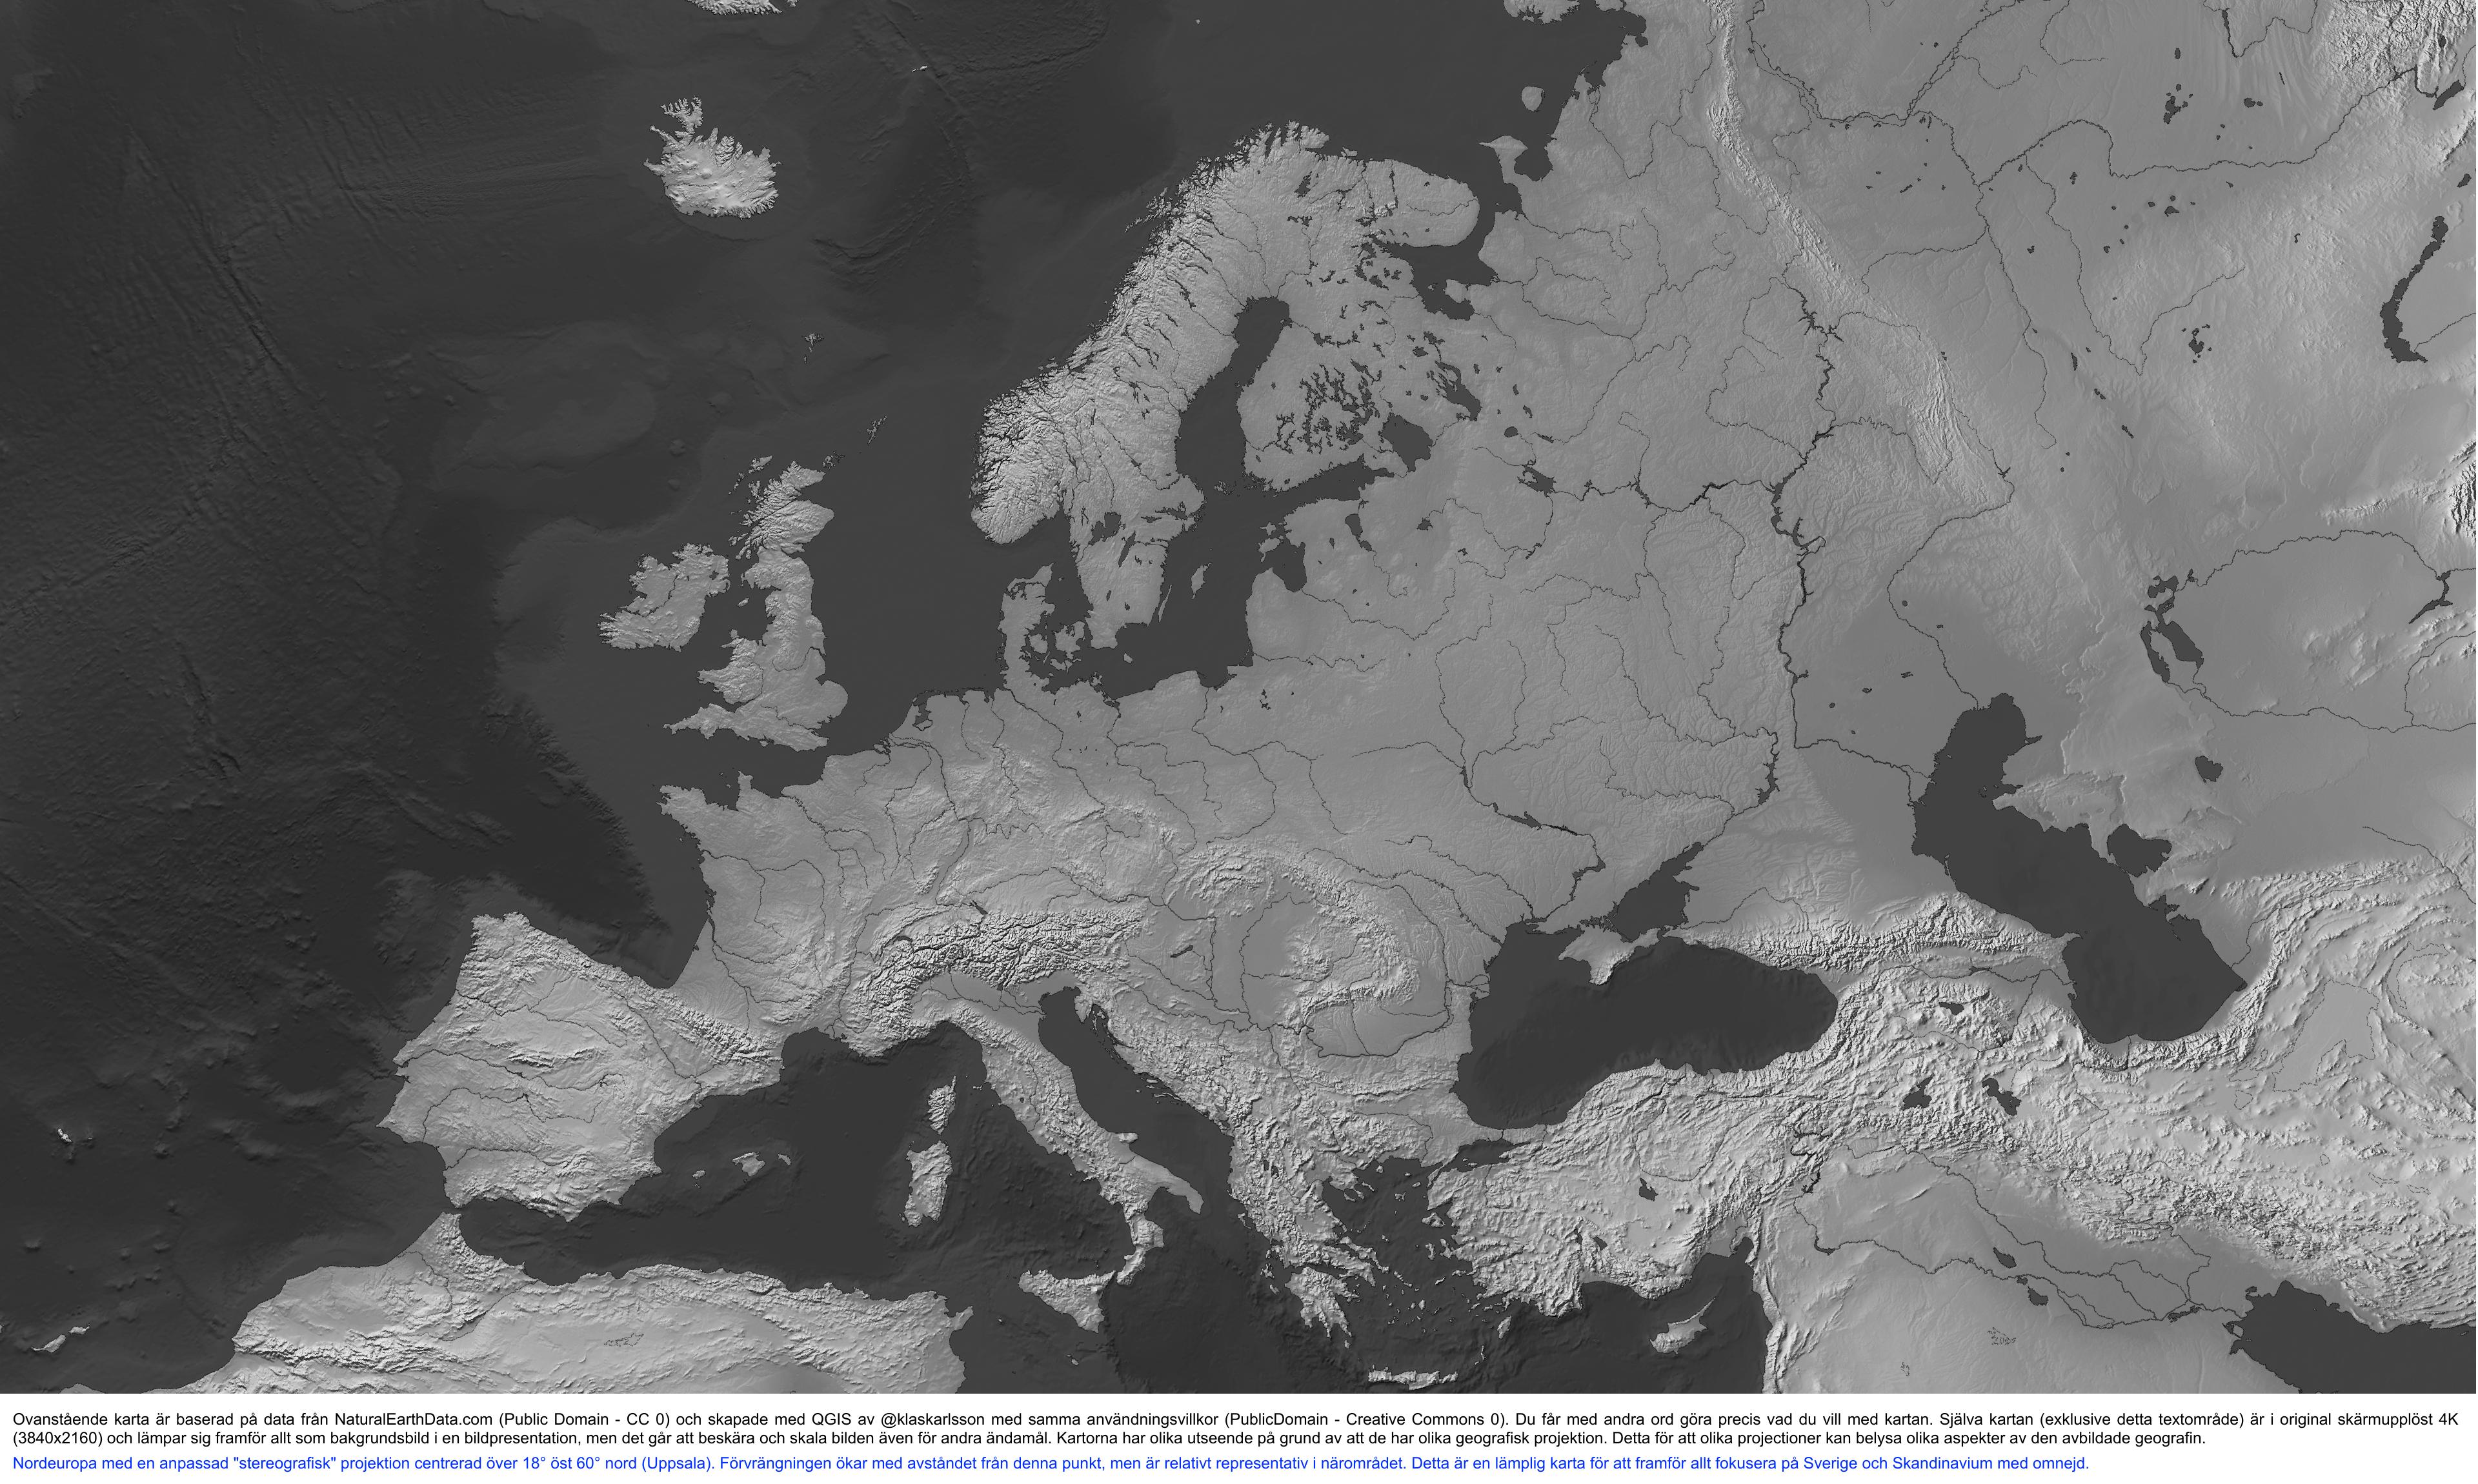 Ovanstående karta är baserad på data från NaturalEarthData.com (Public Domain - CC 0) och skapade med QGIS av @klaskarlsson med samma användningsvillkor (PublicDomain - Creative Commons 0). Du får med andra ord göra precis vad du vill med kartan. Själva kartan (exklusive detta textområde) är i original skärmupplöst 4K
(3840x2160) och lämpar sig framför allt som bakgrundsbild i en bildpresentation, men det går att beskära och skala bilden även för andra ändamål. Kartorna har olika utseende på grund av att de har olika geografisk projektion. Detta för att olika projectioner kan belysa olika aspekter av den avbildade geografin.
Nordeuropa med en anpassad "stereografisk" projektion centrerad över 18° öst 60° nord (Uppsala). Förvrängningen ökar med avståndet från denna punkt, men är relativt representativ i närområdet. Detta är en lämplig karta för att framför allt fokusera på Sverige och Skandinavium med omnejd.